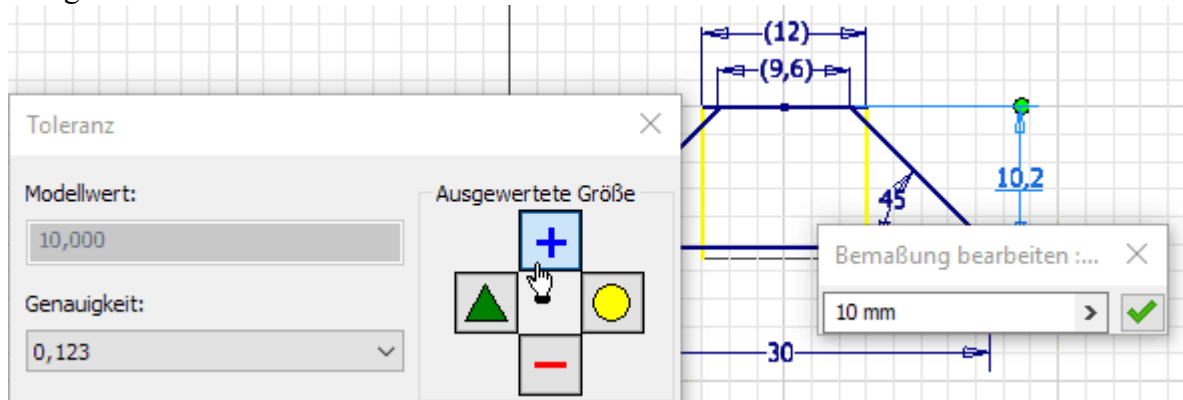 (12)
(9,6)
Toleranz
Modellwert:
10,000
Genauigkeit:
0,123
Ausgewertete Größe
10,2
45
Bemaßung bearbeiten :...
10 mm
30